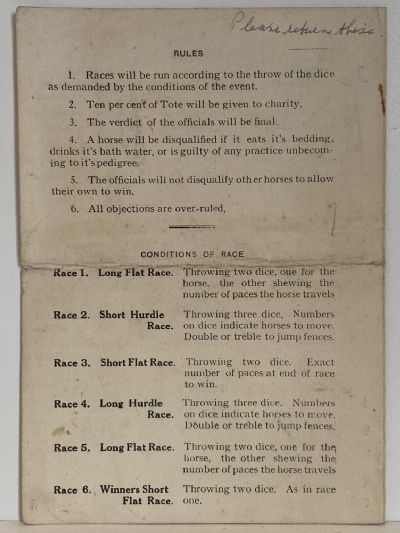 Please return these
RULES
1. Races will be run according to the throw of the dice
as demanded by the conditions of the event.
2. Ten per cent of Tote will be given to charity.
3. The verdict of the officials will be final.
4. A horse will be disqualified if it eats it's bedding,
drinks it's bath water, or is guilty of any practice unbecom-
ing to it's pedigree.
5. The officials will not disqualify other horses to allow
their own to win.
6. All objections are over-ruled.
CONDITIONS OF RACE
Race 1. Long Flat Race. Throwing two dice, one for the
horse, the other shewing the
number of paces the horse travels
Race 2. Short Hurdle Throwing three dice. Numbers
Race. on dice indicate horses to move.
Double or treble to jump fences.
Race 3. Short Flat Race. Throwing two dice. Exact
number of paces at end of race
to win.
Race 4. Long Hurdle Throwing three dice. Numbers
Race. on dice indicate horses to move.
Double or treble to jump fences.
Race 5. Long Flat Race. Throwing two dice, one for the
horse, the other shewing the
number of paces the horse travels
Race 6. Winners Short Throwing two dice. As in race
Flat Race. one.